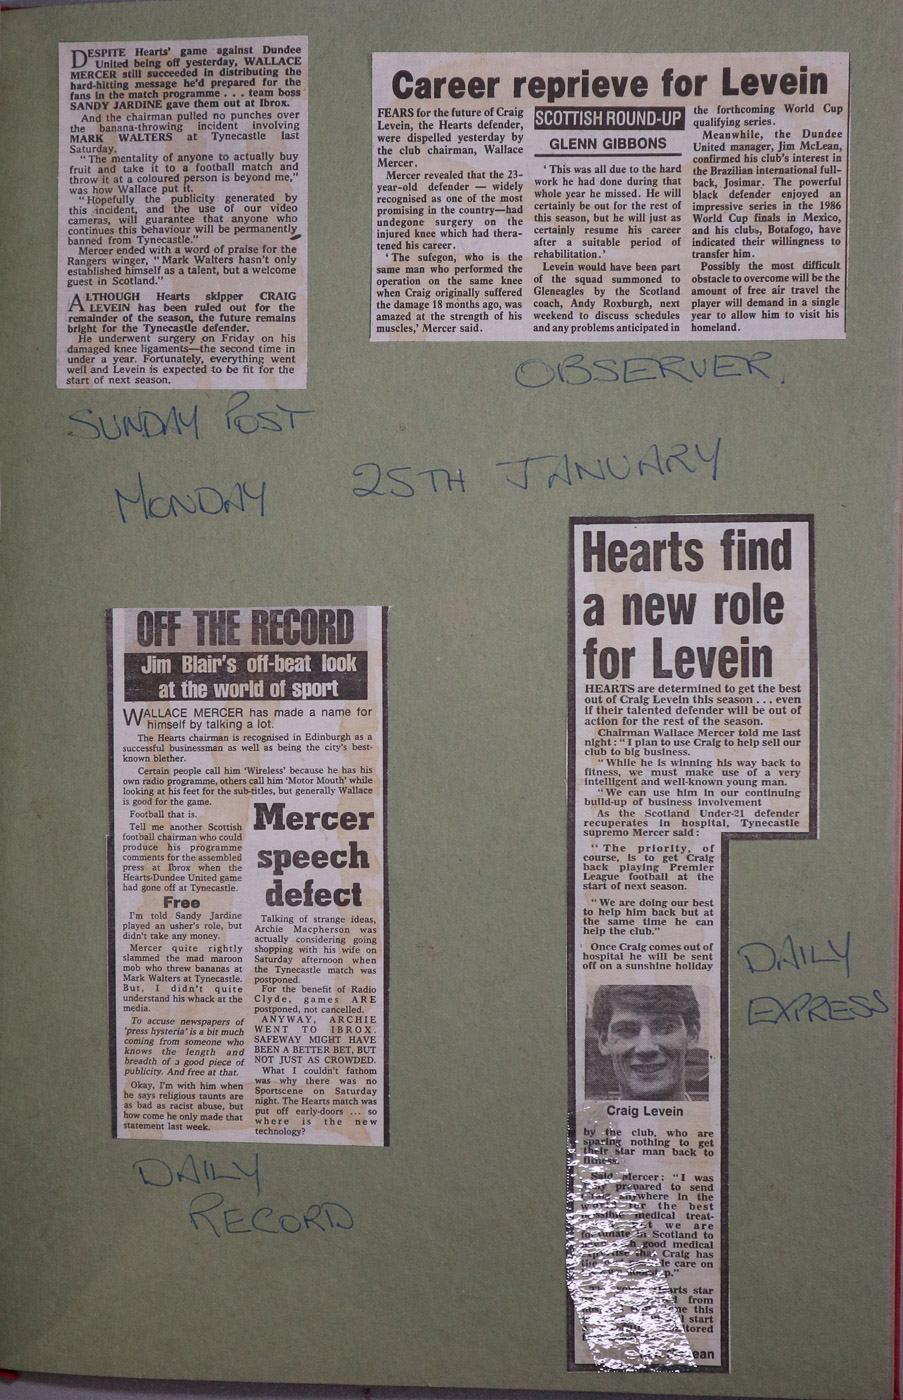 DESPITE Hearts' game against Dundee
United being off yesterday, WALLACE
MERCER still succeeded in distributing the
hard-hitting message he'd prepared for the
fans in the match programme . . . team boss
SANDY JARDINE gave them out at Ibrox.
And the chairman pulled no punches over
the banana-throwing incident involving
MARK WALTERS at Tynecastle last
Saturday.
"The mentality of anyone to actually buy
fruit and take it to a football match and
throw it at a coloured person is beyond me,"
was how Wallace put it.
"Hopefully the publicity generated by
this incident, and the use of our video
cameras, will guarantee that anyone who
continues this behaviour will be permanently
banned from Tynecastle."
Mercer ended with a word of praise for the
Rangers winger, "Mark Walters hasn't only
established himself as a talent, but a welcome
guest in Scotland."
ALTHOUGH Hearts skipper CRAIG
LEVEIN has been ruled out for the
remainder of the season, the future remains
bright for the Tynecastle defender.
He underwent surgery on Friday on his
damaged knee ligaments—the second time in
under a year. Fortunately, everything went
well and Levein is expected to be fit for the
start of next season.
SUNDAY POST
Career reprieve for Levein
FEARS for the future of Craig
Levein, the Hearts defender,
were dispelled yesterday by
the club chairman, Wallace
Mercer.
Mercer revealed that the 23-
year-old defender — widely
recognised as one of the most
promising in the country—had
undegone surgery on the
injured knee which had thera-
tened his career.
'The sufegon, who is the
same man who performed the
operation on the same knee
when Craig originally suffered
the damage 18 months ago, was
amazed at the strength of his
muscles,' Mercer said.
SCOTTISH ROUND-UP
GLENN GIBBONS
'This was all due to the hard
work he had done during that
whole year he missed. He will
certainly be out for the rest of
this season, but he will just as
certainly resume his career
after a suitable period of
rehabilitation.'
Levein would have been part
of the squad summoned to
Gleneagles by the Scotland
coach, Andy Roxburgh, next
weekend to discuss schedules
and any problems anticipated in
the forthcoming World Cup
qualifying series.
Meanwhile, the Dundee
United manager, Jim McLean,
confirmed his club's interest in
the Brazilian international full-
back, Josimar. The powerful
black defender enjoyed an
impressive series in the 1986
World Cup finals in Mexico,
and his clubs, Botafogo, have
indicated their willingness to
transfer him.
Possibly the most difficult
obstacle to overcome will be the
amount of free air travel the
player will demand in a single
year to allow him to visit his
homeland.
OBSERVER.
MONDAY 25TH JANUARY
OFF THE RECORD
Jim Blair's off-beat look
at the world of sport
WALLACE MERCER has made a name for
himself by talking a lot.
The Hearts chairman is recognised in Edinburgh as a
successful businessman as well as being the city's best-
known blether.
Certain people call him 'Wireless' because he has his
own radio programme, others call him 'Motor Mouth' while
looking at his feet for the sub-titles, but generally Wallace
is good for the game.
Football that is.
Tell me another Scottish
football chairman who could
produce his programme
comments for the assembled
press at Ibrox when the
Hearts-Dundee United game
had gone off at Tynecastle.
Free
I'm told Sandy Jardine
played an usher's role, but
didn't take any money.
Mercer quite rightly
slammed the mad maroon
mob who threw bananas at
Mark Walters at Tynecastle.
But, I didn't quite
understand his whack at the
media.
To accuse newspapers of
'press hysteria' is a bit much
coming from someone who
knows the length and
breadth of a good piece of
publicity. And free at that.
Okay, I'm with him when
he says religious taunts are
as bad as racist abuse, but
how come he only made that
statement last week.
Mercer
speech
defect
Talking of strange ideas,
Archie Macpherson was
actually considering going
shopping with his wife on
Saturday afternoon when
the Tynecastle match was
postponed.
For the benefit of Radio
Clyde, games ARE
postponed, not cancelled.
ANYWAY, ARCHIE
WENT TO IBROX.
SAFEWAY MIGHT HAVE
BEEN A BETTER BET, BUT
NOT JUST AS CROWDED.
What I couldn't fathom
was why there was no
Sportscene on Saturday
night. The Hearts match was
put off early-doors ... so
where is the new
technology?
DAILY
RECORD
Hearts find
a new role
for Levein
HEARTS are determined to get the best
out of Craig Levein this season . . . even
if their talented defender will be out of
action for the rest of the season.
Chairman Wallace Mercer told me last
night: "I plan to use Craig to help sell our
club to big business.
"While he is winning his way back to
fitness, we must make use of a very
intelligent and well-known young man.
"We can use him in our continuing
build-up of business involvement
As the Scotland Under-21 defender
recuperates in hospital, Tynecastle
supremo Mercer said:
"The priority, of
course, is to get Craig
back playing Premier
League football at the
start of next season.
"We are doing our best
to help him back but at
the same time he can
help the club."
Once Craig comes out of
hospital he will be sent
off on a sunshine holiday
Craig Levein
by the club, who are
sparing nothing to get
their star man back to
fitness.
Said Mercer: "I was
prepared to send
anywhere in the
for the best
medical treat-
we are
fortunate in Scotland to
good medical
that Craig has
care on
star
from
this
start
DAILY
EXPRESS